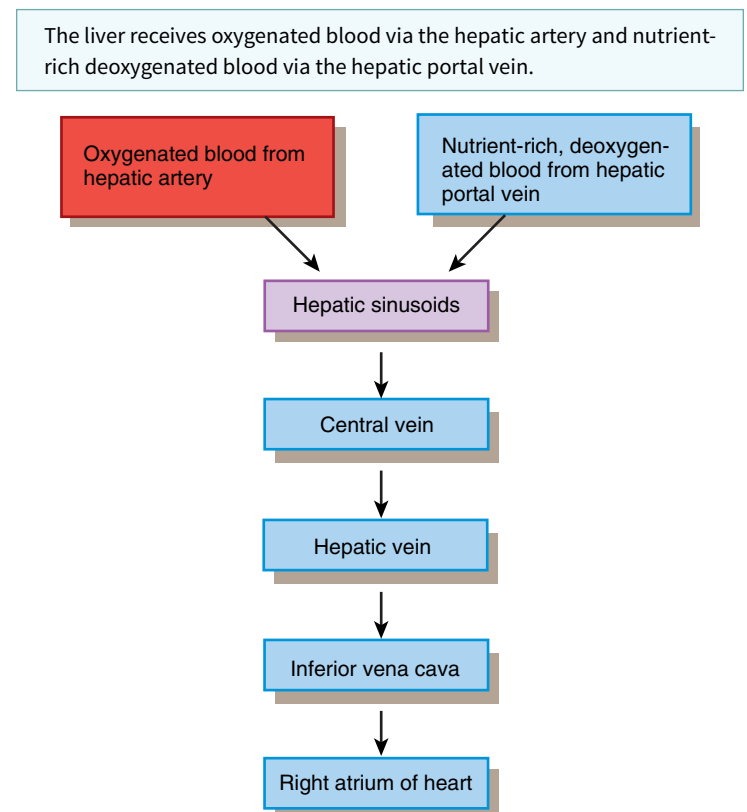 The liver receives oxygenated blood via the hepatic artery and nutrient-
rich deoxygenated blood via the hepatic portal vein.
Oxygenated blood from
hepatic artery
Nutrient-rich, deoxygen-
ated blood from hepatic
portal vein
Hepatic sinusoids
Central vein
Hepatic vein
Inferior vena cava
Right atrium of heart